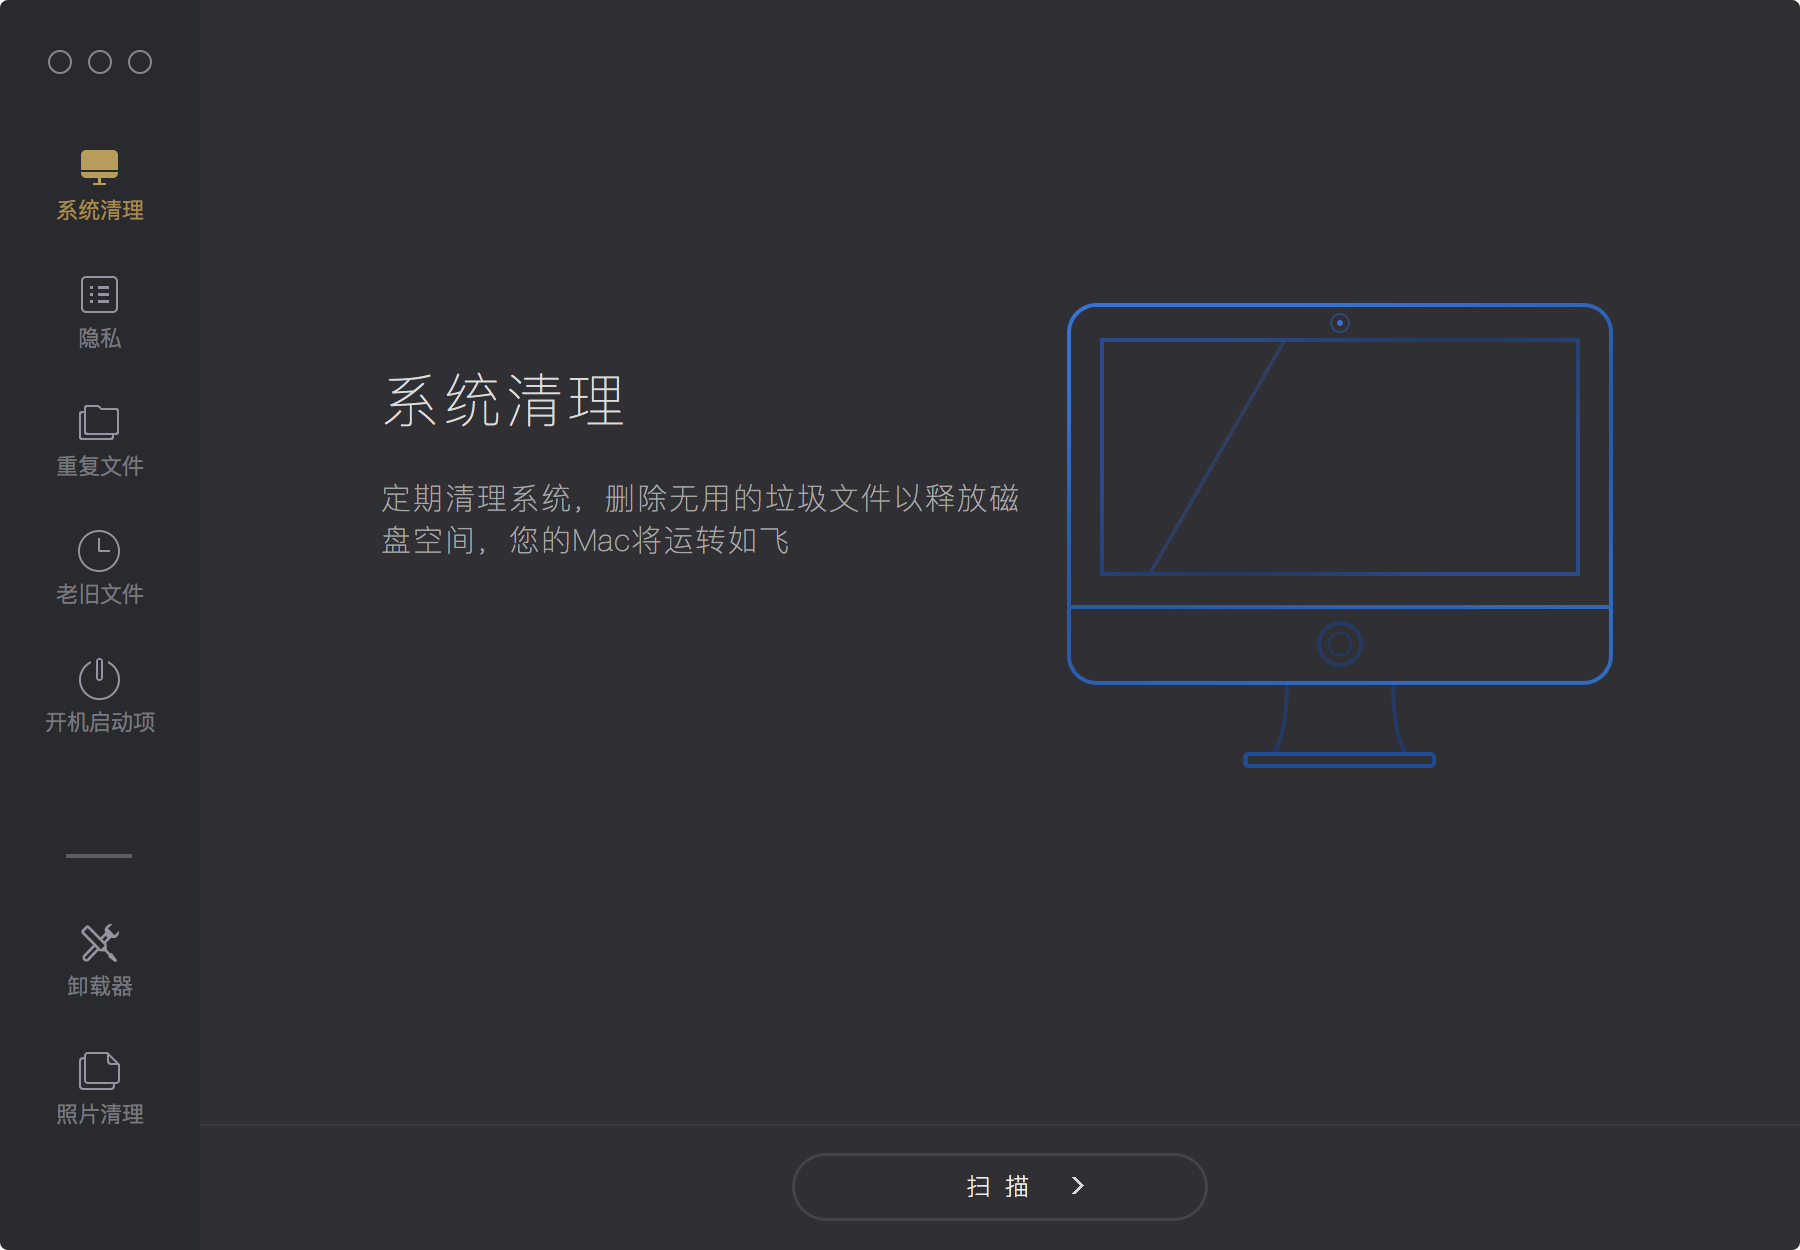 系统清理
隐私
重复文件
老旧文件
开机启动项
卸载器
照片清理
系统清理
定期清理系统，删除无用的垃圾文件以释放磁
盘空间，您的Mac将运转如飞
扫 描